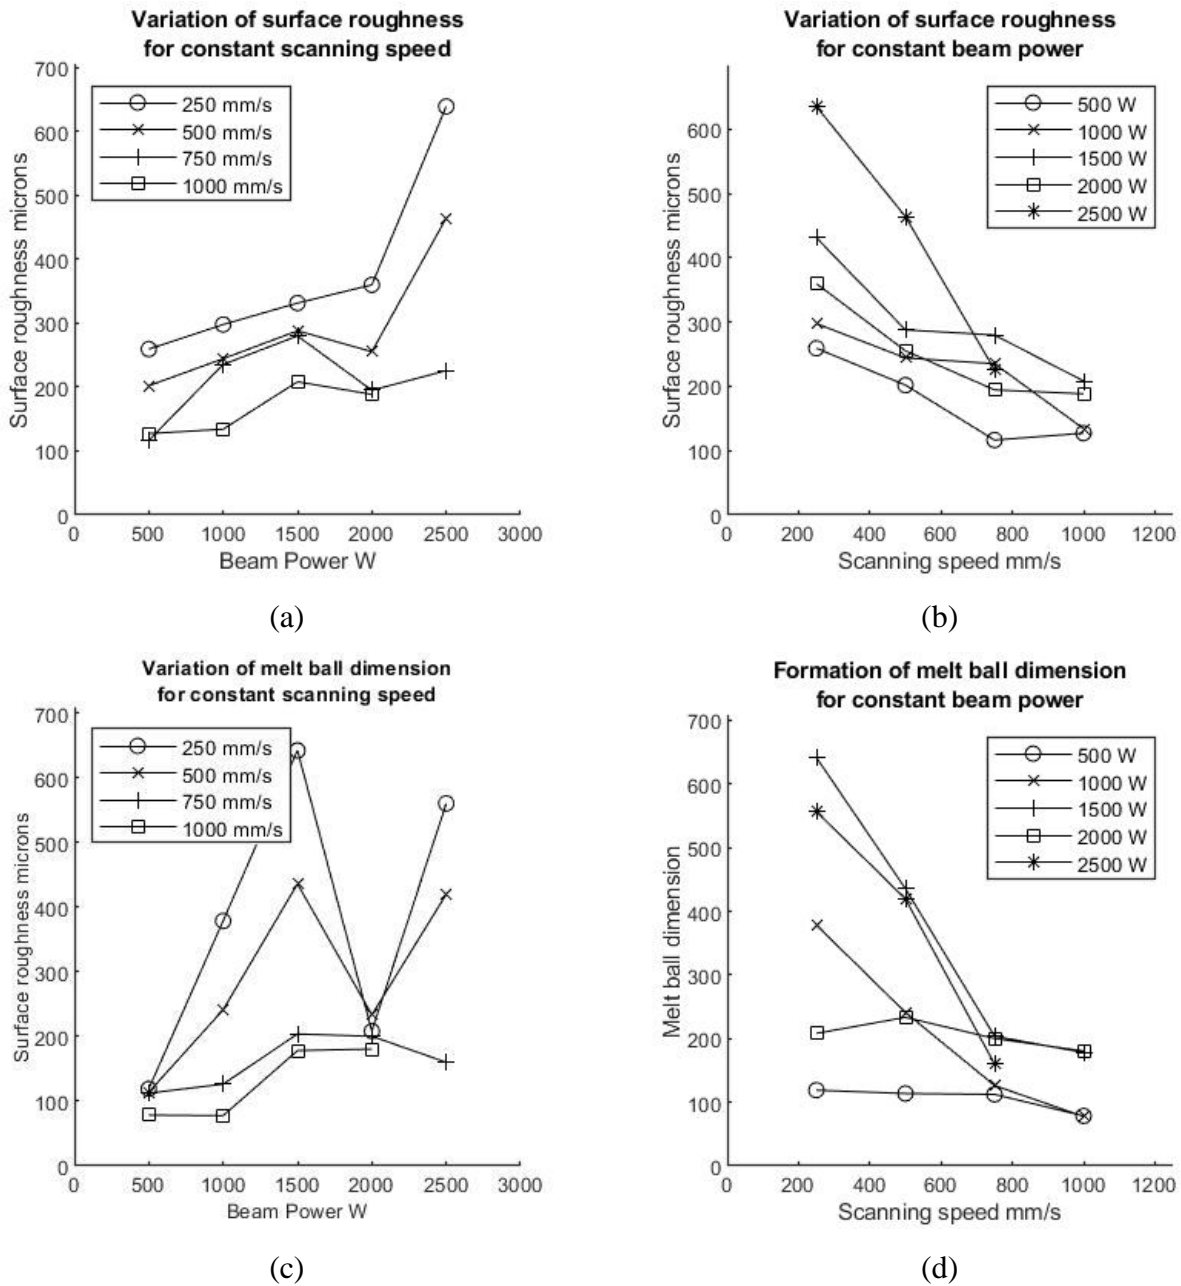 Variation of surface roughness
for constant scanning speed
700
600
500
400
300
200
100
0
Surface roughness microns
250 mm/s
500 mm/s
750 mm/s
1000 mm/s
0 500 1000 1500 2000 2500 3000
Beam Power W
(a)
Variation of surface roughness
for constant beam power
600
500
400
300
200
100
0
Surface roughness microns
500 W
1000 W
1500 W
2000 W
2500 W
0 200 400 600 800 1000 1200
Scanning speed mm/s
(b)
Variation of melt ball dimension
for constant scanning speed
700
600
500
400
300
200
100
0
Surface roughness microns
250 mm/s
500 mm/s
750 mm/s
1000 mm/s
0 500 1000 1500 2000 2500 3000
Beam Power W
(c)
Formation of melt ball dimension
for constant beam power
700
600
500
400
300
200
100
0
Melt ball dimension
500 W
1000 W
1500 W
2000 W
2500 W
0 200 400 600 800 1000 1200
Scanning speed mm/s
(d)